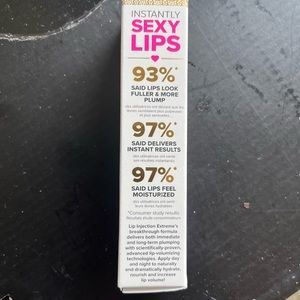 INSTANTLY
SEXY
LIPS
93%*
SAID LIPS LOOK
FULLER & MORE
PLUMP
97%*
SAID DELIVERS
INSTANT RESULTS
97%*
SAID LIPS FEEL
MOISTURIZED
*Consumer study results
Lip Injection Extreme's
breakthrough formula
delivers both immediate
and long-term plumping
with scientifically-proven,
advanced lip-volumizing
technologies. Apply day
and night to naturally
and dramatically hydrate,
nourish and increase
lip volume!